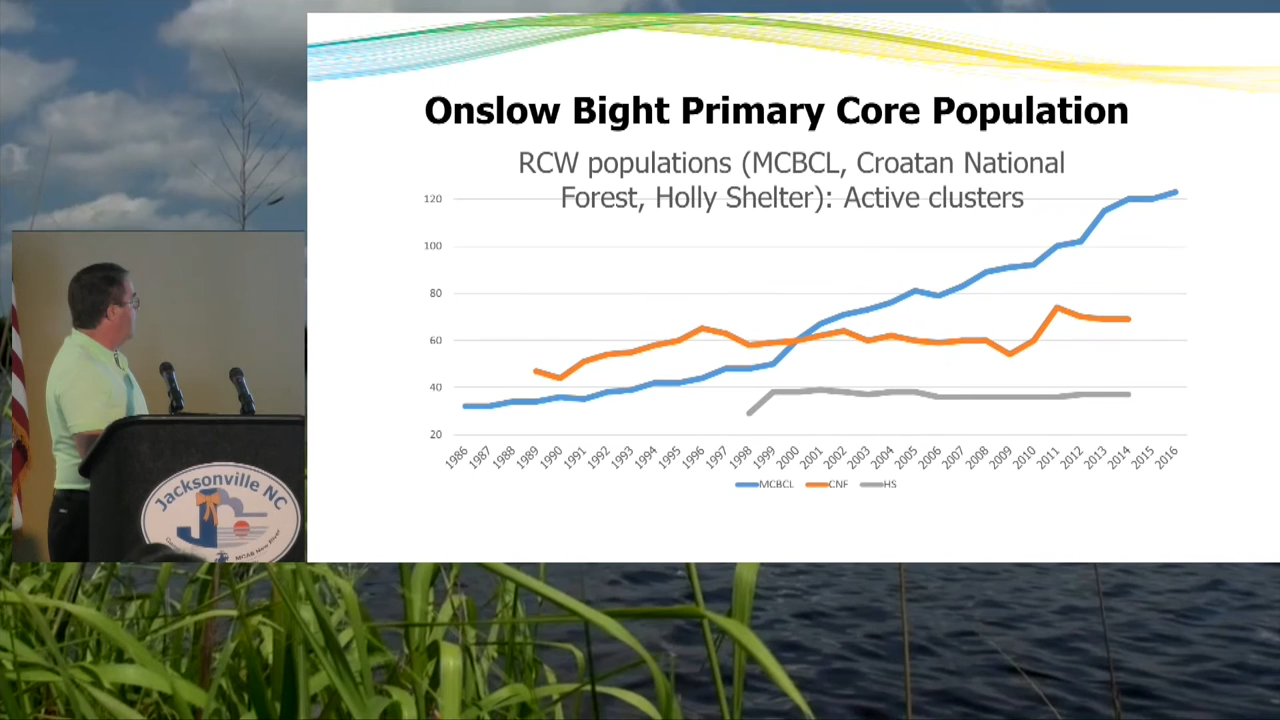 Onslow Bight Primary Core Population
RCW populations (MCBCL, Croatan National
Forest, Holly Shelter): Active clusters
120
100
80
60
40
20
1986 1987 1988 1989 1990 1991 1992 1993 1994 1995 1996 1997 1998 1999 2000 2001 2002 2003 2004 2005 2006 2007 2008 2009 2010 2011 2012 2013 2014 2015 2016
MCBCL CNF HS
Jacksonville NC
MCAS New River